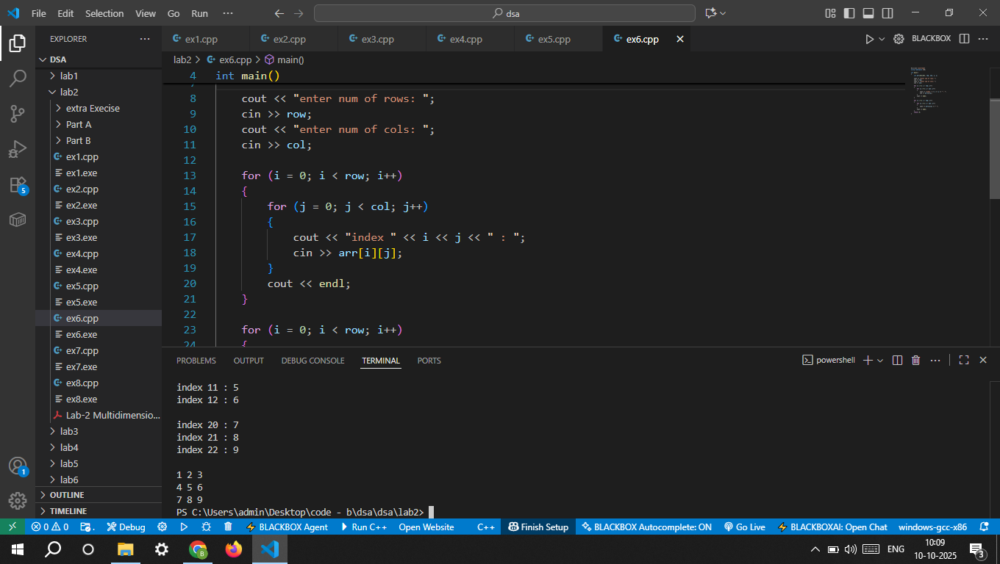 File Edit Selection View Go Run ··· dsa
EXPLORER ···
DSA
lab1
lab2
extra Execise
Part A
Part B
ex1.cpp
ex1.exe
ex2.cpp
ex2.exe
ex3.cpp
ex3.exe
ex4.cpp
ex4.exe
ex5.cpp
ex5.exe
ex6.cpp
ex6.exe
ex7.cpp
ex7.exe
ex8.cpp
ex8.exe
Lab-2 Multidimensio...
lab3
lab4
lab5
lab6
OUTLINE
TIMELINE
5
1
ex1.cpp ex2.cpp ex3.cpp ex4.cpp ex5.cpp ex6.cpp BLACKBOX ···
lab2 > ex6.cpp > main()
4 int main()
8 cout << "enter num of rows: ";
9 cin >> row;
10 cout << "enter num of cols: ";
11 cin >> col;
12
13 for (i = 0; i < row; i++)
14 {
15 for (j = 0; j < col; j++)
16 {
17 cout << "index " << i << j << " : ";
18 cin >> arr[i][j];
19 }
20 cout << endl;
21 }
22
23 for (i = 0; i < row; i++)
24 {
PROBLEMS OUTPUT DEBUG CONSOLE TERMINAL PORTS powershell ···
index 11 : 5
index 12 : 6
index 20 : 7
index 21 : 8
index 22 : 9
1 2 3
4 5 6
7 8 9
PS C:\Users\admin\Desktop\code - b\dsa\dsa\lab2>
0 0 Debug BLACKBOX Agent Run C++ Open Website C++ Finish Setup BLACKBOX Autocomplete: ON Go Live BLACKBOXAI: Open Chat windows-gcc-x86
B ENG 10:09
10-10-2025
3